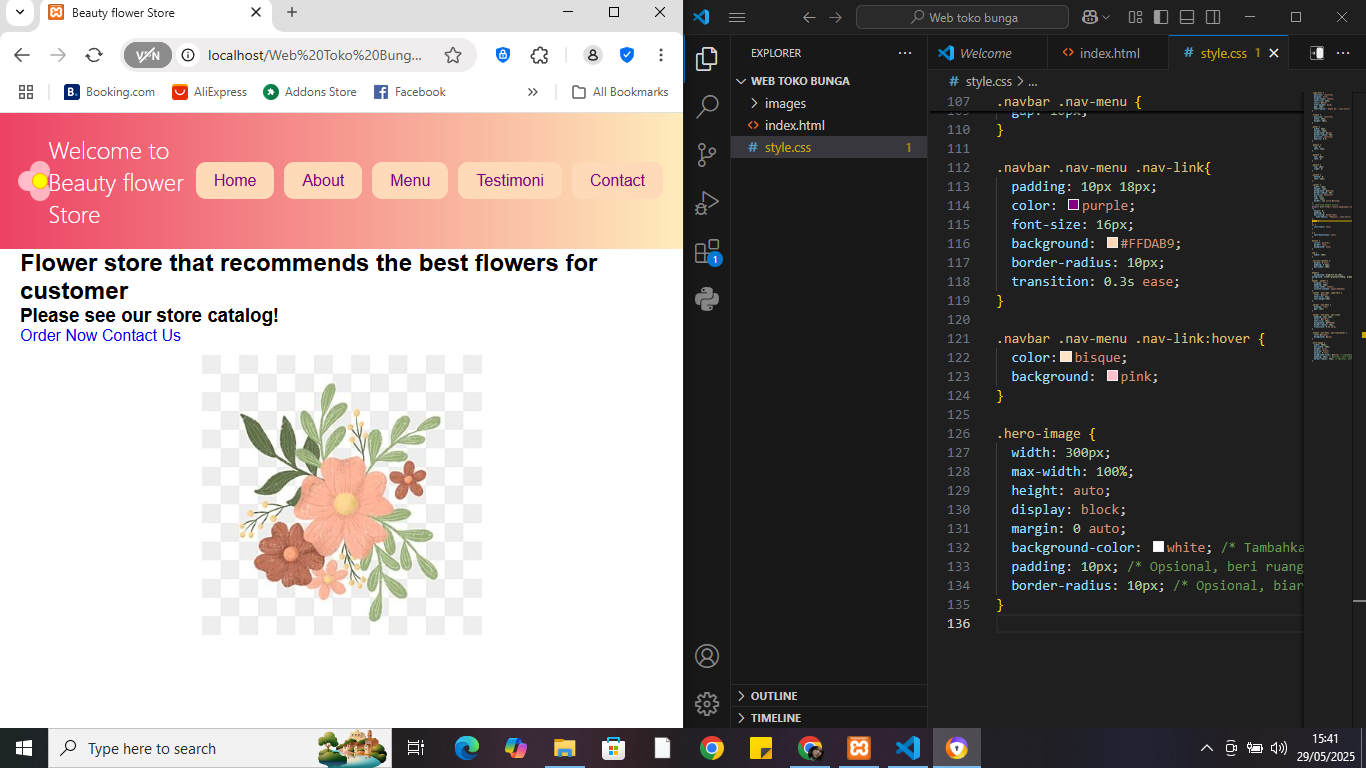 Beauty flower Store
Web toko bunga
VPN
localhost/Web%20Toko%20Bung...
Booking.com
AliExpress
Addons Store
Facebook
All Bookmarks
Welcome to
Beauty flower
Store
Home
About
Menu
Testimoni
Contact
Flower store that recommends the best flowers for
customer
Please see our store catalog!
Order Now Contact Us
EXPLORER
WEB TOKO BUNGA
images
index.html
style.css 1
OUTLINE
TIMELINE
1
Welcome
index.html
style.css 1
style.css > ...
107 .navbar .nav-menu {
110 }
111
112 .navbar .nav-menu .nav-link{
113 padding: 10px 18px;
114 color: purple;
115 font-size: 16px;
116 background: #FFDAB9;
117 border-radius: 10px;
118 transition: 0.3s ease;
119 }
120
121 .navbar .nav-menu .nav-link:hover {
122 color: bisque;
123 background: pink;
124 }
125
126 .hero-image {
127 width: 300px;
128 max-width: 100%;
129 height: auto;
130 display: block;
131 margin: 0 auto;
132 background-color: white; /* Tambahka
133 padding: 10px; /* Opsional, beri ruang
134 border-radius: 10px; /* Opsional, biar
135 }
136
Type here to search
15:41
29/05/2025